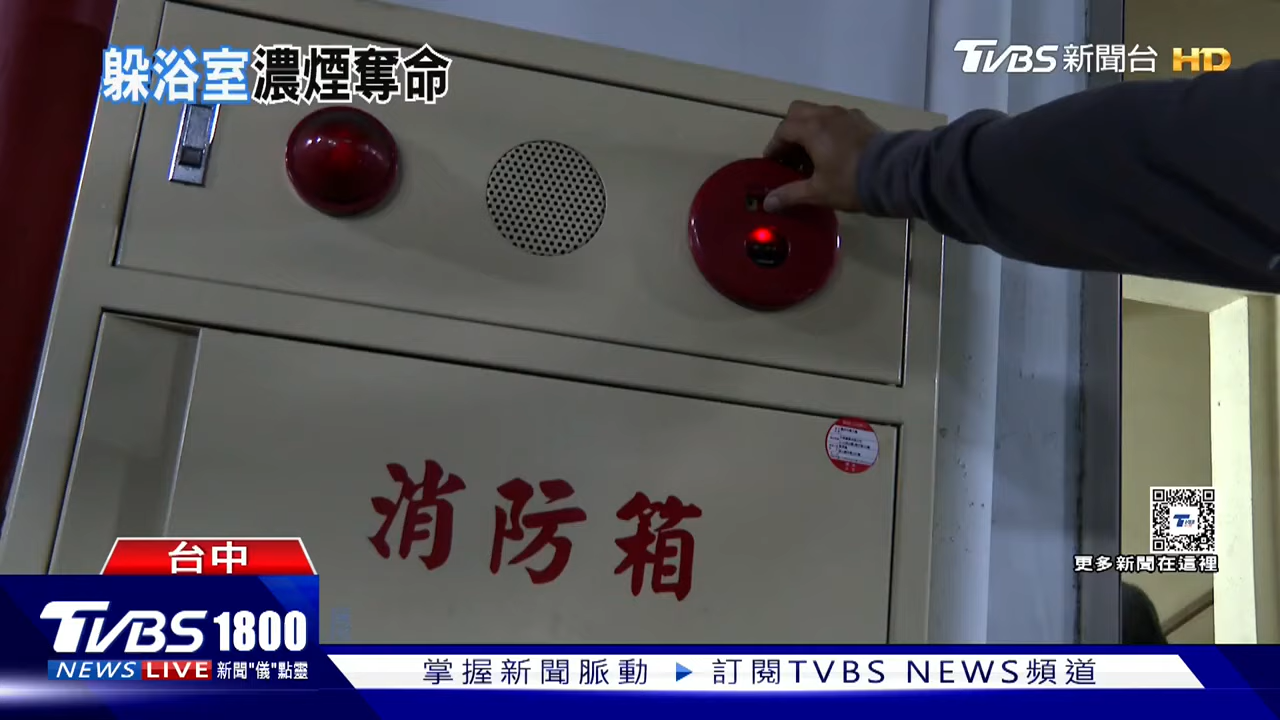 躲浴室濃煙奪命
TVBS新聞台 HD
消防箱
更多新聞在這裡
台中
TVBS 1800
NEWS LIVE 新聞"儀"點靈
掌握新聞脈動 ▶ 訂閱TVBS NEWS頻道